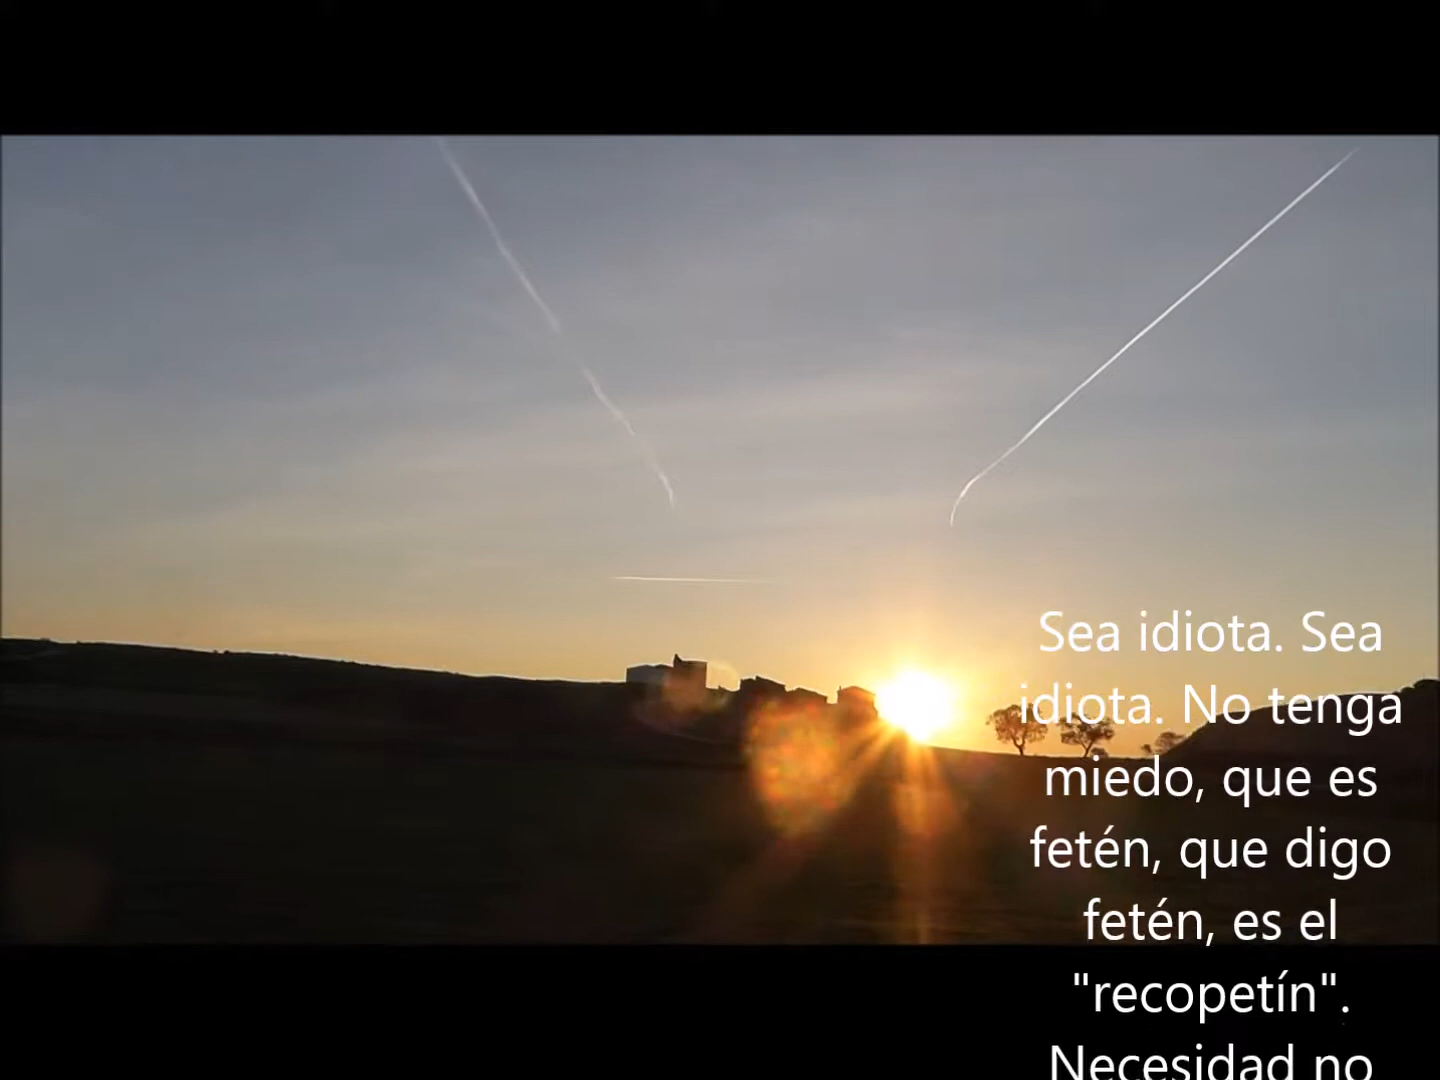 Sea idiota. Sea
idiota. No tenga
miedo, que es
fetén, que digo
fetén, es el
"recopetín".
Necesidad no